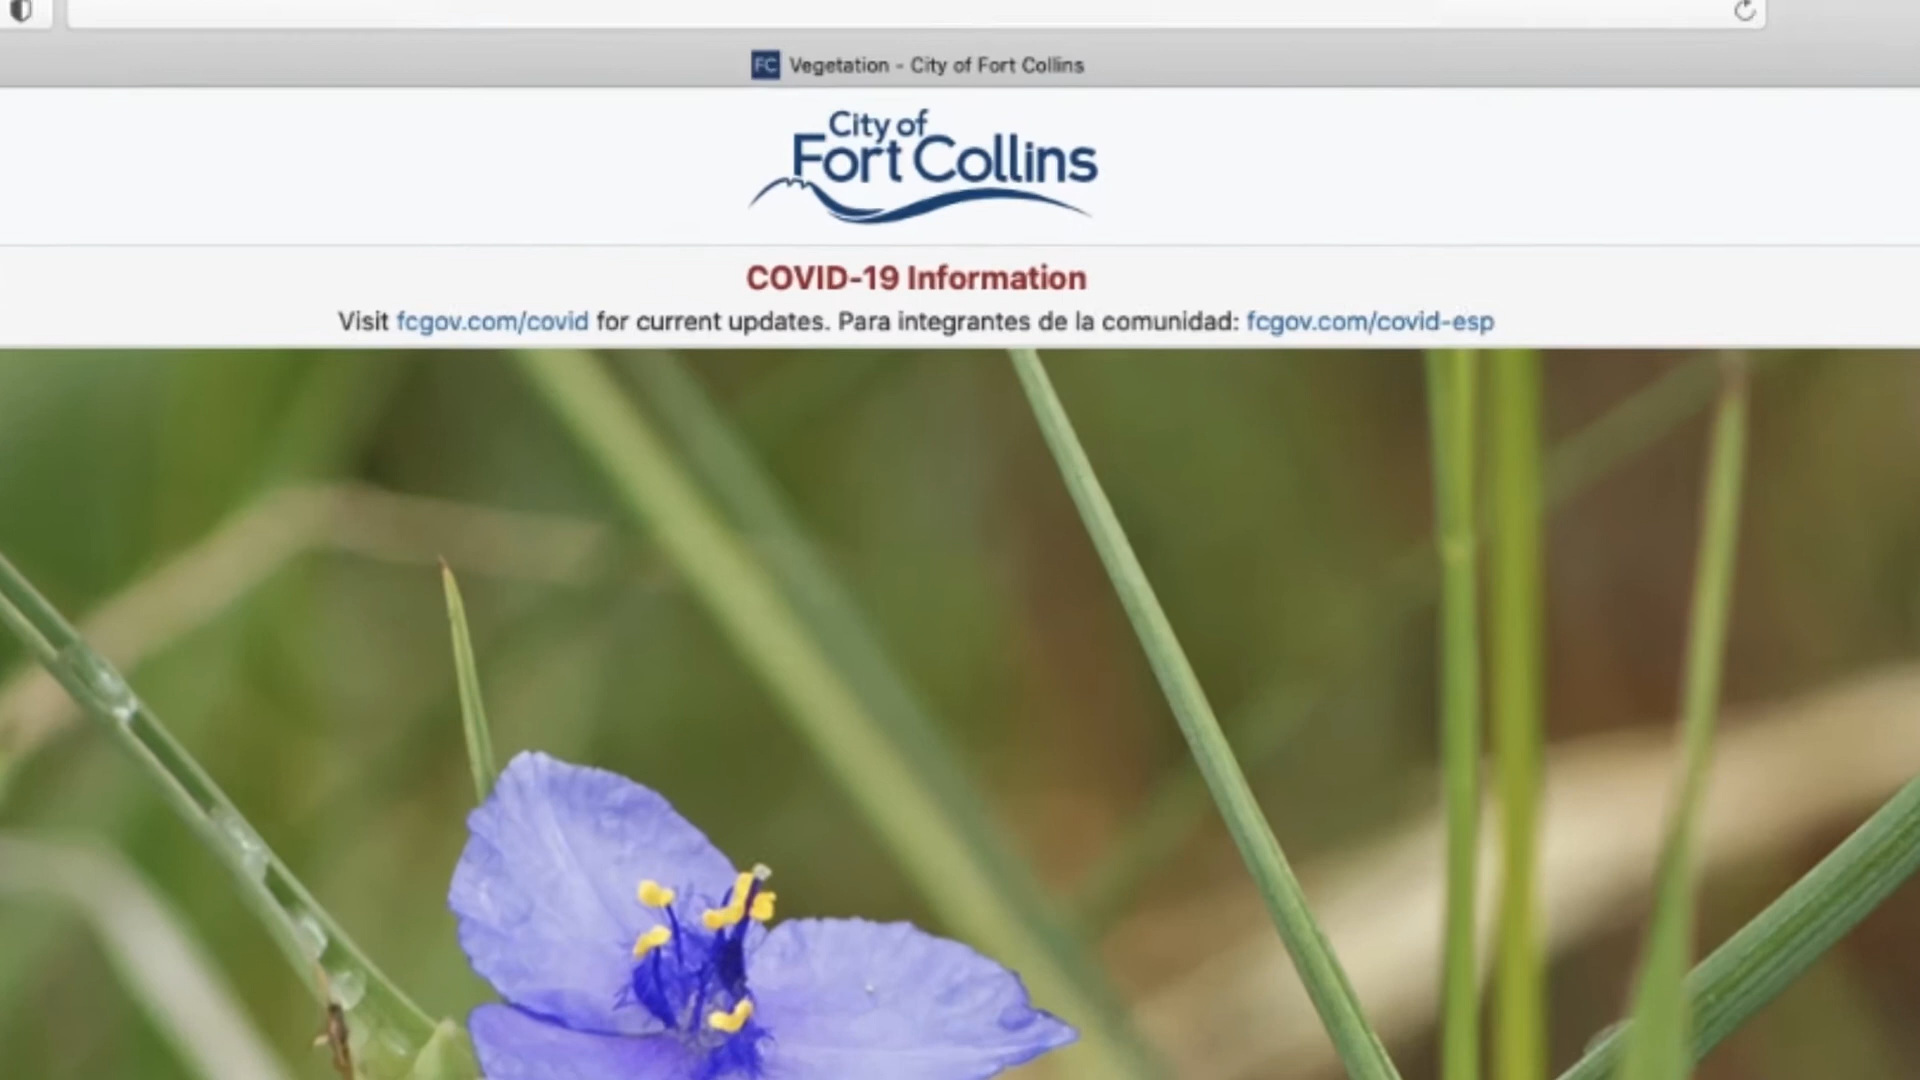 FC Vegetation - City of Fort Collins
City of
Fort Collins
COVID-19 Information
Visit fcgov.com/covid for current updates. Para integrantes de la comunidad: fcgov.com/covid-esp